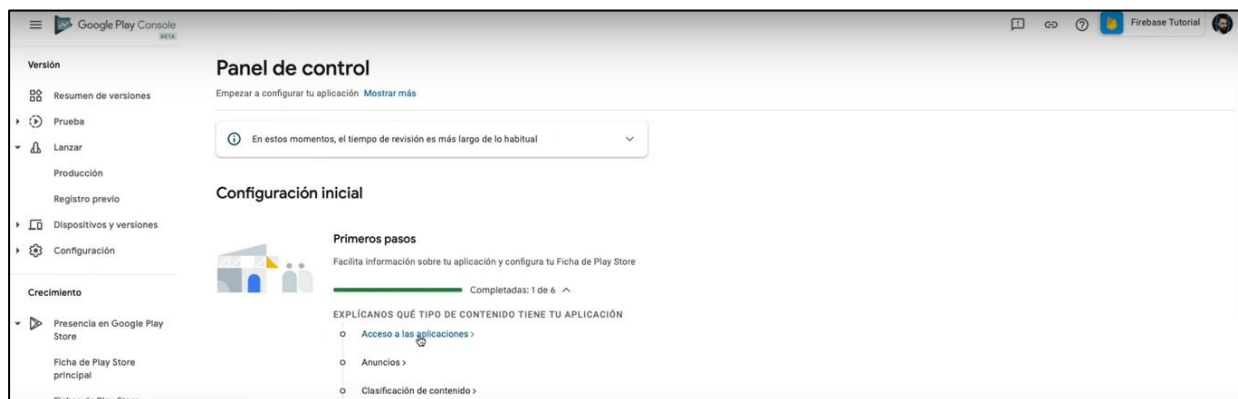 Google Play Console
BETA
Firebase Tutorial
Versión
Resumen de versiones
Prueba
Lanzar
Producción
Registro previo
Dispositivos y versiones
Configuración
Crecimiento
Presencia en Google Play
Store
Ficha de Play Store
principal
Panel de control
Empezar a configurar tu aplicación Mostrar más
En estos momentos, el tiempo de revisión es más largo de lo habitual
Configuración inicial
Primeros pasos
Facilita información sobre tu aplicación y configura tu Ficha de Play Store
Completadas: 1 de 6
EXPLÍCANOS QUÉ TIPO DE CONTENIDO TIENE TU APLICACIÓN
Acceso a las aplicaciones >
Anuncios >
Clasificación de contenido >